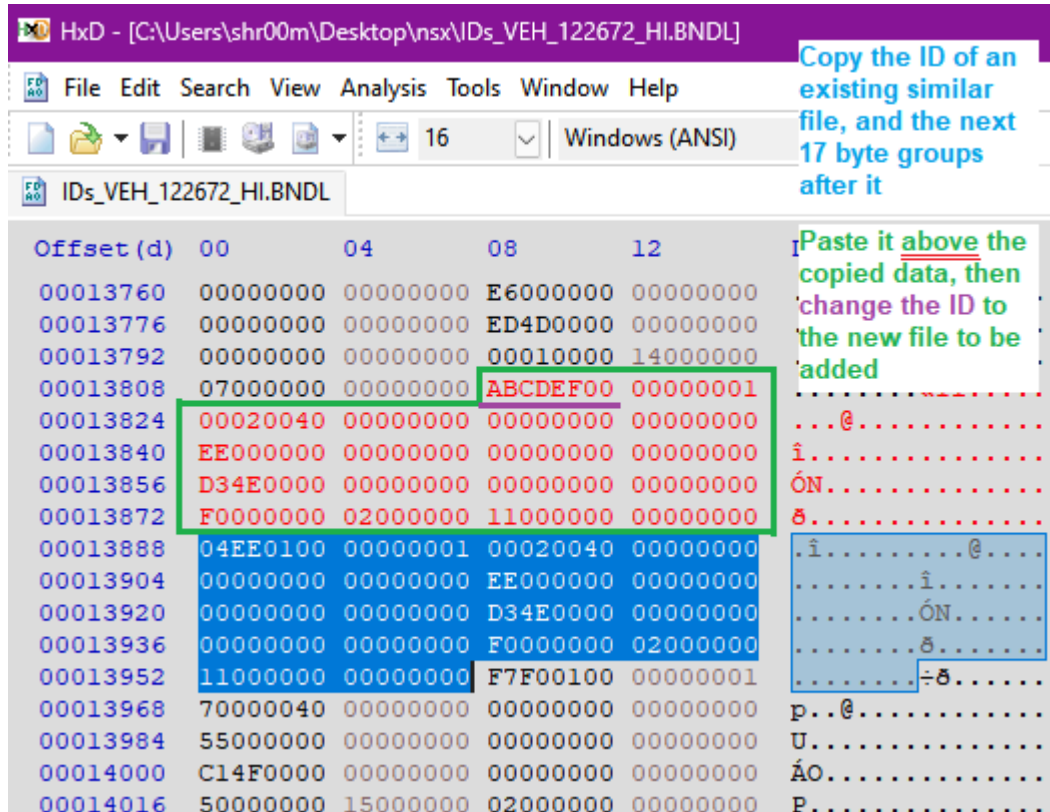 HxD - [C:\Users\shr00m\Desktop\nsx\IDs_VEH_122672_HI.BNDL]
File Edit Search View Analysis Tools Window Help
16 Windows (ANSI)
IDs_VEH_122672_HI.BNDL
Copy the ID of an
existing similar
file, and the next
17 byte groups
after it
Paste it above the
copied data, then
change the ID to
the new file to be
added
Offset(d) 00 04 08 12
00013760 00000000 00000000 E6000000 00000000
00013776 00000000 00000000 ED4D0000 00000000
00013792 00000000 00000000 00010000 14000000
00013808 07000000 00000000 ABCDEF00 00000001
00013824 00020040 00000000 00000000 00000000 ...@............
00013840 EE000000 00000000 00000000 00000000 î...............
00013856 D34E0000 00000000 00000000 00000000 ÓN..............
00013872 F0000000 02000000 11000000 00000000 ð...............
00013888 04EE0100 00000001 00020040 00000000 .î.........@....
00013904 00000000 00000000 EE000000 00000000 ........î.......
00013920 00000000 00000000 D34E0000 00000000 ........ÓN......
00013936 00000000 00000000 F0000000 02000000 ........ð.......
00013952 11000000 00000000 F7F00100 00000001 ........÷ð......
00013968 70000040 00000000 00000000 00000000 p..@............
00013984 55000000 00000000 00000000 00000000 U...............
00014000 C14F0000 00000000 00000000 00000000 ÁO..............
00014016 50000000 15000000 02000000 00000000 P...............